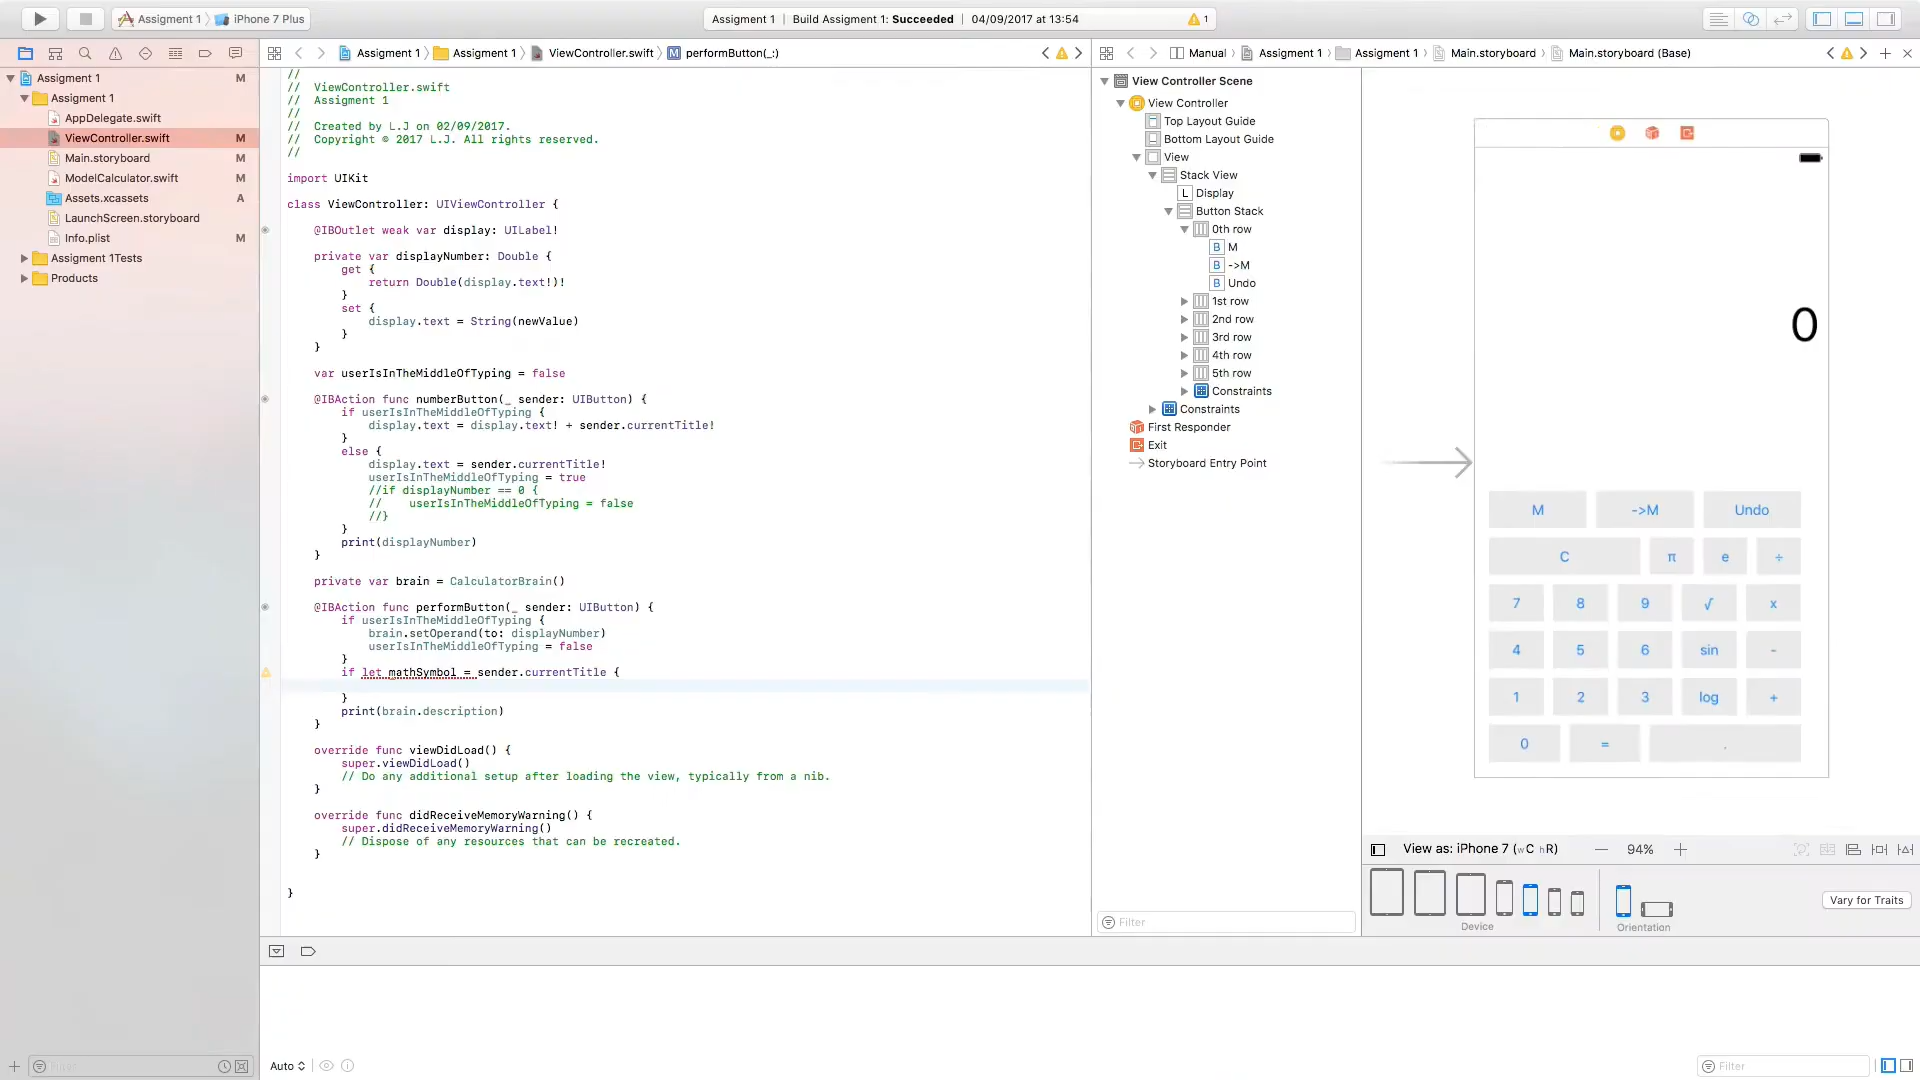 Assigment 1 〉 iPhone 7 Plus
Assigment 1 | Build Assigment 1: Succeeded | 04/09/2017 at 13:54
1
Assigment 1 〉 Assigment 1 〉 ViewController.swift 〉 M performButton(_:)
Manual 〉 Assigment 1 〉 Assigment 1 〉 Main.storyboard 〉 Main.storyboard (Base)
Assigment 1 M
Assigment 1
AppDelegate.swift
ViewController.swift M
Main.storyboard M
ModelCalculator.swift M
Assets.xcassets A
LaunchScreen.storyboard
Info.plist M
Assigment 1Tests
Products
Filter
//
//  ViewController.swift
//  Assigment 1
//
//  Created by L.J on 02/09/2017.
//  Copyright © 2017 L.J. All rights reserved.
//
import UIKit
class ViewController: UIViewController {
@IBOutlet weak var display: UILabel!
private var displayNumber: Double {
get {
return Double(display.text!)!
}
set {
display.text = String(newValue)
}
}
var userIsInTheMiddleOfTyping = false
@IBAction func numberButton(_ sender: UIButton) {
if userIsInTheMiddleOfTyping {
display.text = display.text! + sender.currentTitle!
}
else {
display.text = sender.currentTitle!
userIsInTheMiddleOfTyping = true
//if displayNumber == 0 {
//    userIsInTheMiddleOfTyping = false
//}
}
print(displayNumber)
}
private var brain = CalculatorBrain()
@IBAction func performButton(_ sender: UIButton) {
if userIsInTheMiddleOfTyping {
brain.setOperand(to: displayNumber)
userIsInTheMiddleOfTyping = false
}
if let mathSymbol = sender.currentTitle {
}
print(brain.description)
}
override func viewDidLoad() {
super.viewDidLoad()
// Do any additional setup after loading the view, typically from a nib.
}
override func didReceiveMemoryWarning() {
super.didReceiveMemoryWarning()
// Dispose of any resources that can be recreated.
}
}
Auto
View Controller Scene
View Controller
Top Layout Guide
Bottom Layout Guide
View
Stack View
L Display
Button Stack
0th row
B M
B ->M
B Undo
1st row
2nd row
3rd row
4th row
5th row
Constraints
Constraints
First Responder
Exit
Storyboard Entry Point
Filter
0
M ->M Undo
C π e ÷
7 8 9 √ x
4 5 6 sin -
1 2 3 log +
0 = .
View as: iPhone 7 (wC hR) — 94% +
Vary for Traits
Device Orientation
Filter